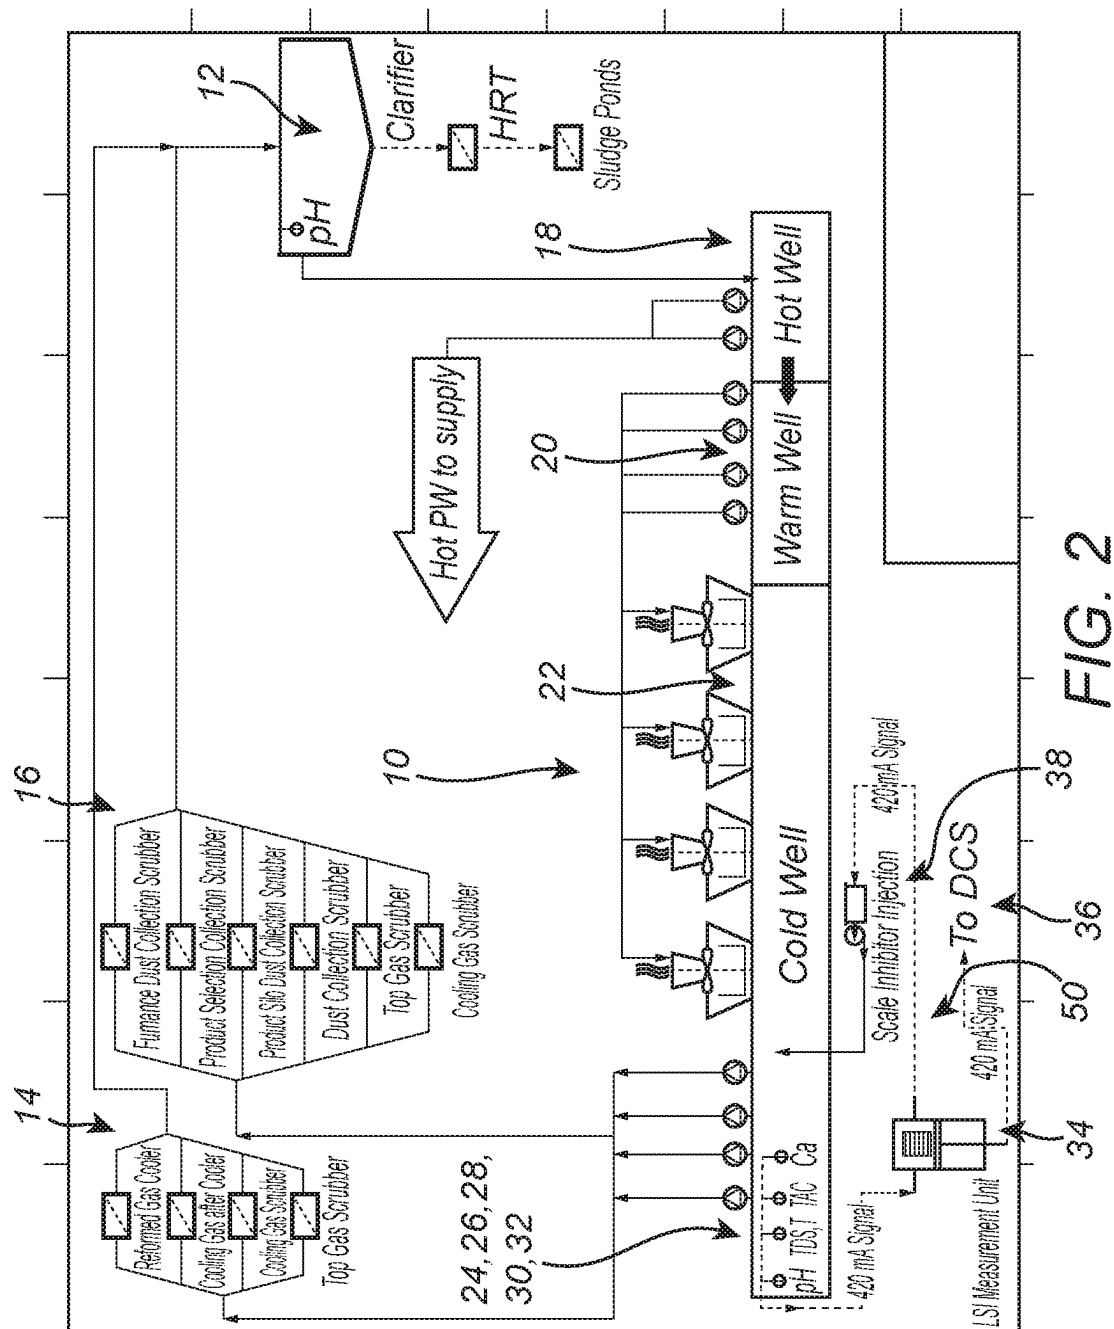 14
16
Reformed Gas Cooler
Cooling Gas after Cooler
Cooling Gas Scrubber
Top Gas Scrubber
Fumance Dust Collection Scrubber
Product Selection Collection Scrubber
Product Silo Dust Collection Scrubber
Dust Collection Scrubber
Top Gas Scrubber
Cooling Gas Scrubber
12
pH
Clarifier
HRT
Sludge Ponds
Hot PW to supply
10
24,26,28,
30,32
22
20
18
pH TDS,T TAC Ca
Cold Well
Warm Well
Hot Well
420 mA Signal
Scale Inhibitor Injection
420mA Signal
LSI Measurement Unit
420 mA Signal
To DCS
34
50
36
38
FIG. 2